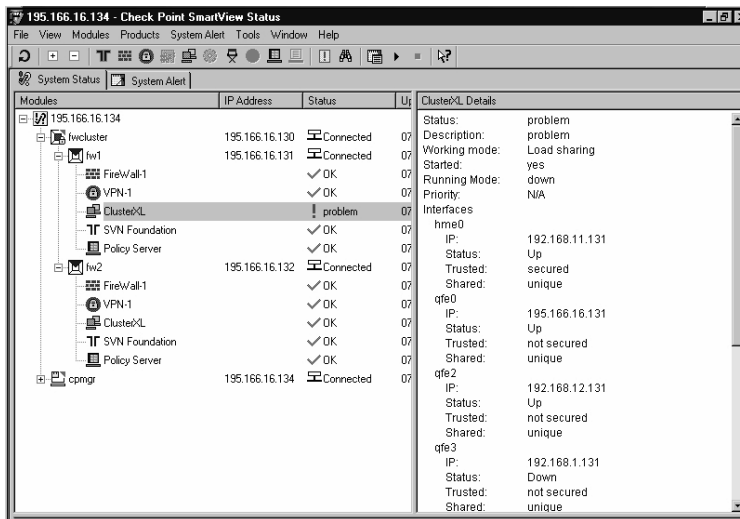 195.166.16.134 - Check Point SmartView Status
File View Modules Products System Alert Tools Window Help
System Status System Alert
Modules IP Address Status
195.166.16.134
fwcluster 195.166.16.130 Connected 07
fw1 195.166.16.131 Connected 07
FireWall-1 OK 07
VPN-1 OK 07
ClusterXL ! problem 07
SVN Foundation OK 07
Policy Server OK 07
fw2 195.166.16.132 Connected 07
FireWall-1 OK 07
VPN-1 OK 07
ClusterXL OK 07
SVN Foundation OK 07
Policy Server OK 07
cpmgr 195.166.16.134 Connected 07
ClusterXL Details
Status: problem
Description: problem
Working mode: Load sharing
Started: yes
Running Mode: down
Priority: N/A
Interfaces
hme0
IP: 192.168.11.131
Status: Up
Trusted: secured
Shared: unique
qfe0
IP: 195.166.16.131
Status: Up
Trusted: not secured
Shared: unique
qfe2
IP: 192.168.12.131
Status: Up
Trusted: not secured
Shared: unique
qfe3
IP: 192.168.1.131
Status: Down
Trusted: not secured
Shared: unique